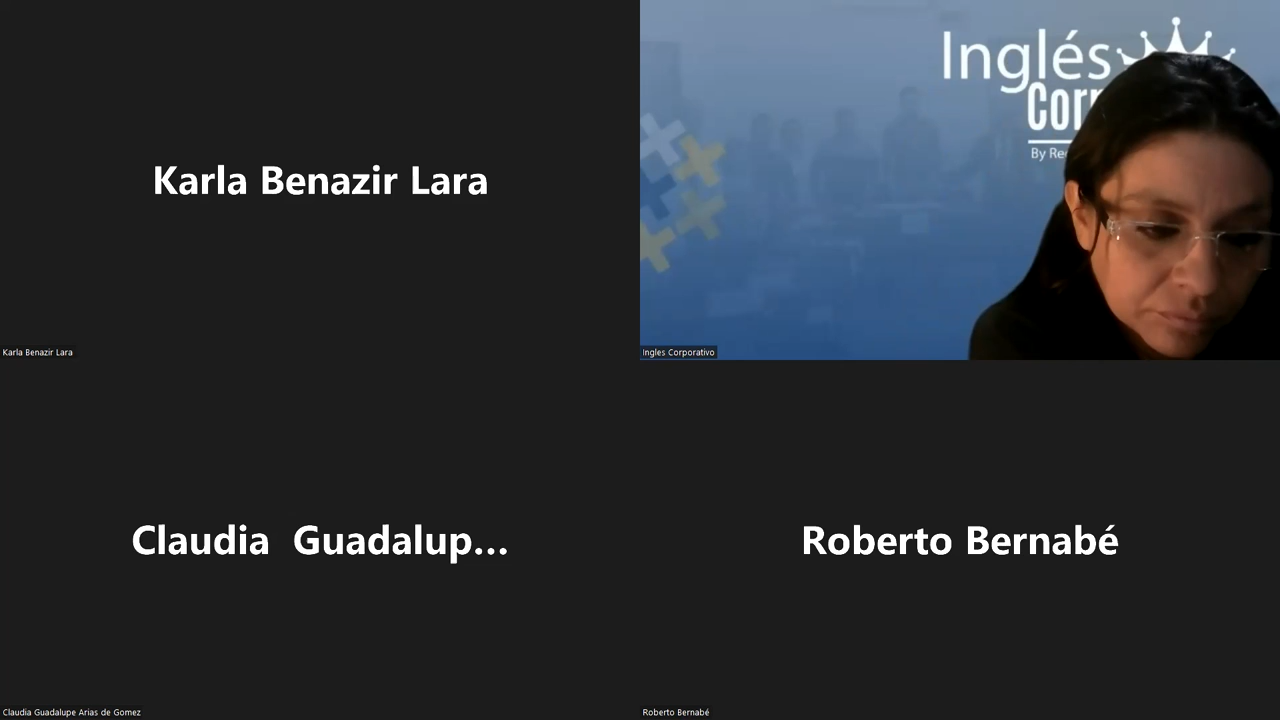 Karla Benazir Lara
Karla Benazir Lara
Inglés
Cor
By Re
Ingles Corporativo
Claudia Guadalup...
Claudia Guadalupe Arias de Gomez
Roberto Bernabé
Roberto Bernabé